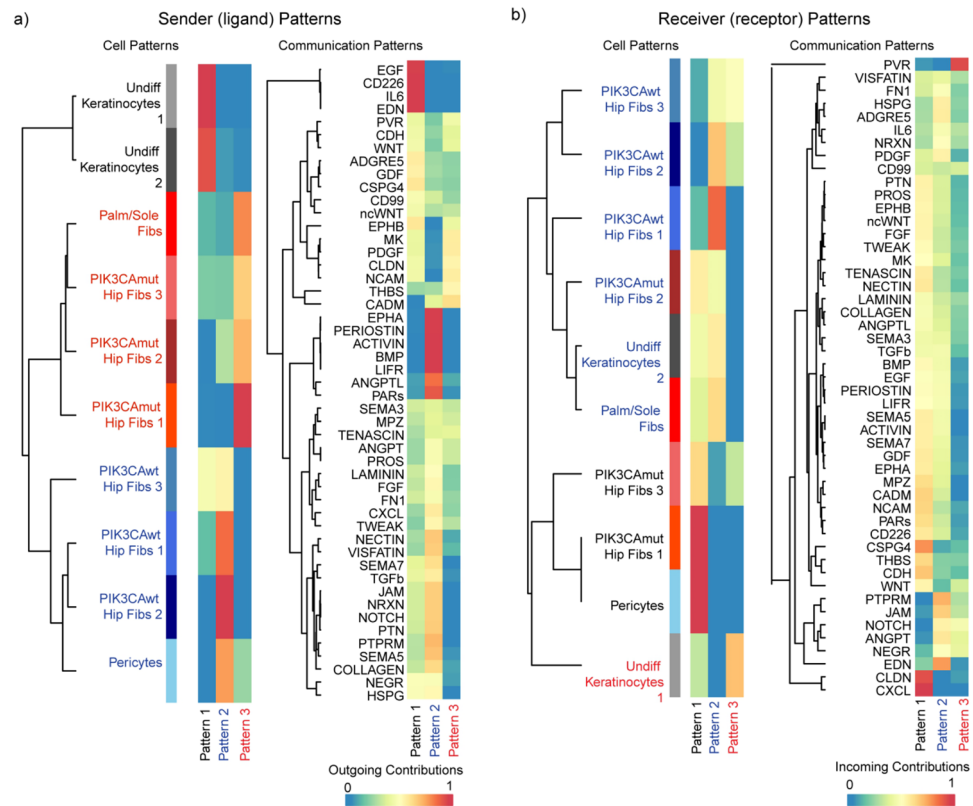 a)
Sender (ligand) Patterns
Cell Patterns
Communication Patterns
Undiff
Keratinocytes
1
Undiff
Keratinocytes
2
Palm/Sole
Fibs
PIK3CAmut
Hip Fibs 3
PIK3CAmut
Hip Fibs 2
PIK3CAmut
Hip Fibs 1
PIK3CAwt
Hip Fibs 3
PIK3CAwt
Hip Fibs 1
PIK3CAwt
Hip Fibs 2
Pericytes
Pattern 1
Pattern 2
Pattern 3
EGF
CD226
IL6
EDN
PVR
CDH
WNT
ADGRE5
GDF
CSPG4
CD99
ncWNT
EPHB
MK
PDGF
CLDN
NCAM
THBS
CADM
EPHA
PERIOSTIN
ACTIVIN
BMP
LIFR
ANGPTL
PARs
SEMA3
MPZ
TENASCIN
ANGPT
PROS
LAMININ
FGF
FN1
CXCL
TWEAK
NECTIN
VISFATIN
SEMA7
TGFb
JAM
NRXN
NOTCH
PTN
PTPRM
SEMA5
COLLAGEN
NEGR
HSPG
Pattern 1
Pattern 2
Pattern 3
Outgoing Contributions
0 1
b)
Receiver (receptor) Patterns
Cell Patterns
Communication Patterns
PIK3CAwt
Hip Fibs 3
PIK3CAwt
Hip Fibs 2
PIK3CAwt
Hip Fibs 1
PIK3CAmut
Hip Fibs 2
Undiff
Keratinocytes
2
Palm/Sole
Fibs
PIK3CAmut
Hip Fibs 3
PIK3CAmut
Hip Fibs 1
Pericytes
Undiff
Keratinocytes
1
Pattern 1
Pattern 2
Pattern 3
PVR
VISFATIN
FN1
HSPG
ADGRE5
IL6
NRXN
PDGF
CD99
PTN
PROS
EPHB
ncWNT
FGF
TWEAK
MK
TENASCIN
NECTIN
LAMININ
COLLAGEN
ANGPTL
SEMA3
TGFb
BMP
EGF
PERIOSTIN
LIFR
SEMA5
ACTIVIN
SEMA7
GDF
EPHA
MPZ
CADM
NCAM
PARs
CD226
CSPG4
THBS
CDH
WNT
PTPRM
JAM
NOTCH
ANGPT
NEGR
EDN
CLDN
CXCL
Pattern 1
Pattern 2
Pattern 3
Incoming Contributions
0 1